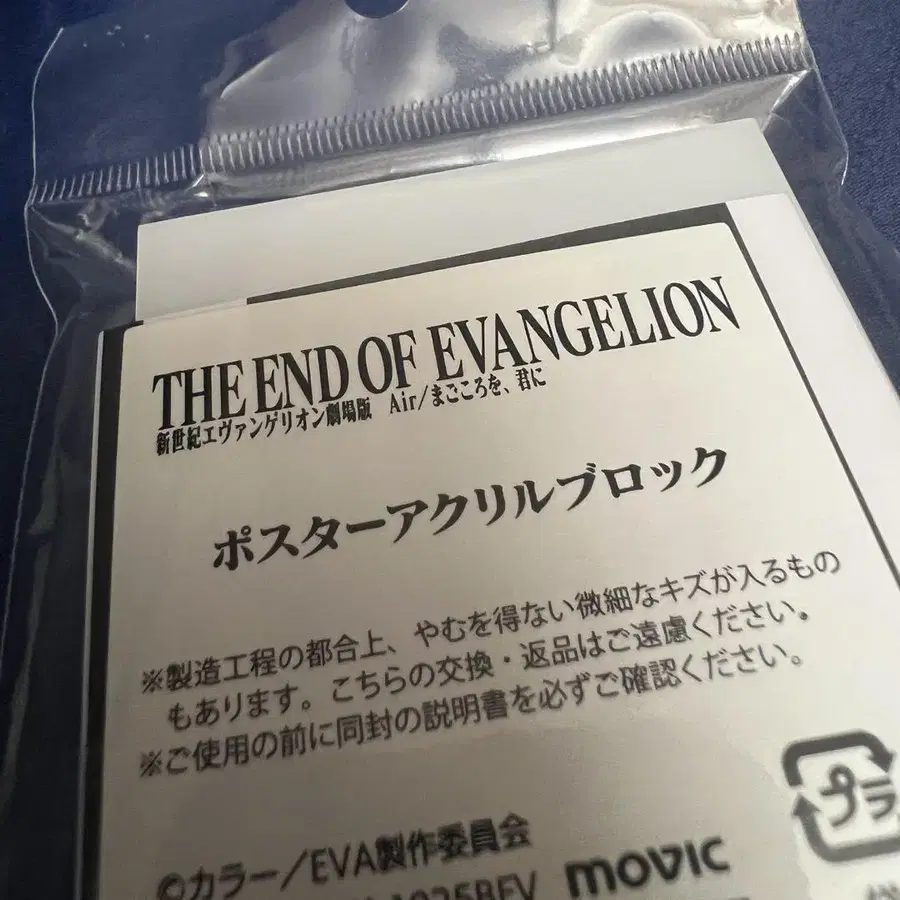 THE END OF EVANGELION
新世紀エヴァンゲリオン劇場版 Air/まごころを、君に
ポスターアクリルブロック
※製造工程の都合上、やむを得ない微細なキズが入るもの
もあります。こちらの交換・返品はご遠慮ください。
※ご使用の前に同封の説明書を必ずご確認ください。
プラ
©カラー/EVA製作委員会
movic